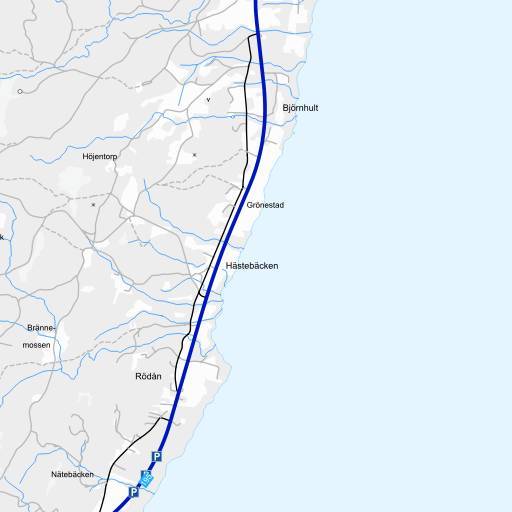 Björnhult
Höjentorp
Grönestad
k
Hästebäcken
Bränne-
mossen
Rödån
P
Nätebäcken
P